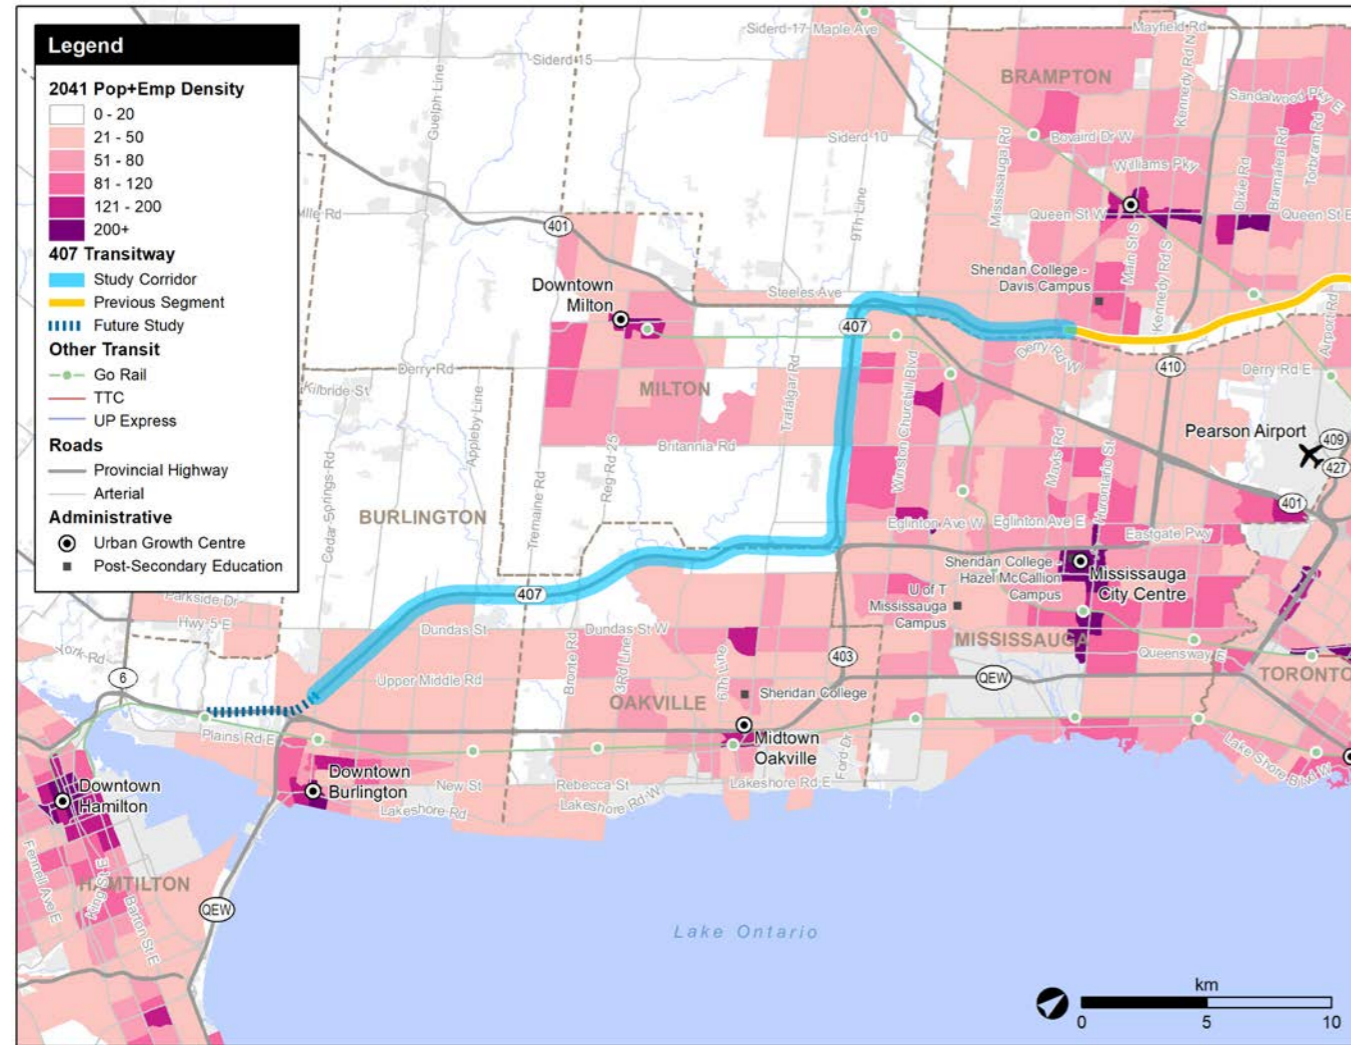 Legend
2041 Pop+Emp Density
0 - 20
21 - 50
51 - 80
81 - 120
121 - 200
200+
407 Transitway
Study Corridor
Previous Segment
Future Study
Other Transit
Go Rail
TTC
UP Express
Roads
Provincial Highway
Arterial
Administrative
Urban Growth Centre
Post-Secondary Education
Siderd 17
Maple Ave
Mayfield Rd
Siderd 15
BRAMPTON
Kennedy Rd N
Sandalwood Pky E
Guelph Line
Siderd 10
Mississauga Rd
Bovaird Dr W
Williams Pky
Dixie Rd
Bramalea Rd
Torbram Rd
9Th Line
Queen St W
Queen St E
401
Main St S
Kennedy Rd S
Sheridan College -
Davis Campus
Downtown
Milton
Steeles Ave
407
Airport Rd
Derry Rd W
410
Derry Rd
Derry Rd E
Kilbride St
MILTON
Appleby Line
Trafalgar Rd
Winston Churchill Blvd
Pearson Airport
409
427
Britannia Rd
Reg Rd 25
Mavis Rd
Hurontario St
401
Cedar Springs Rd
Tremaine Rd
BURLINGTON
Eglinton Ave W
Eglinton Ave E
Eastgate Pwy
Sheridan College -
Hazel McCallion
Campus
Mississauga
City Centre
U of T
Mississauga
Campus
407
Parkside Dr
Hwy 5 E
Dundas St
Dundas St W
MISSISSAUGA
Queensway E
York Rd
6
Bronte Rd
3Rd Line
6Th Line
403
QEW
TORONTO
Upper Middle Rd
Sheridan College
OAKVILLE
Plains Rd E
Midtown
Oakville
Ford Dr
Lake Shore Blvd W
Downtown
Burlington
New St
Rebecca St
Lakeshore Rd E
Lakeshore Rd W
Lakeshore Rd
Downtown
Hamilton
Fennell Ave E
King St E
Barton St E
HAMTILTON
QEW
Lake Ontario
km
0
5
10